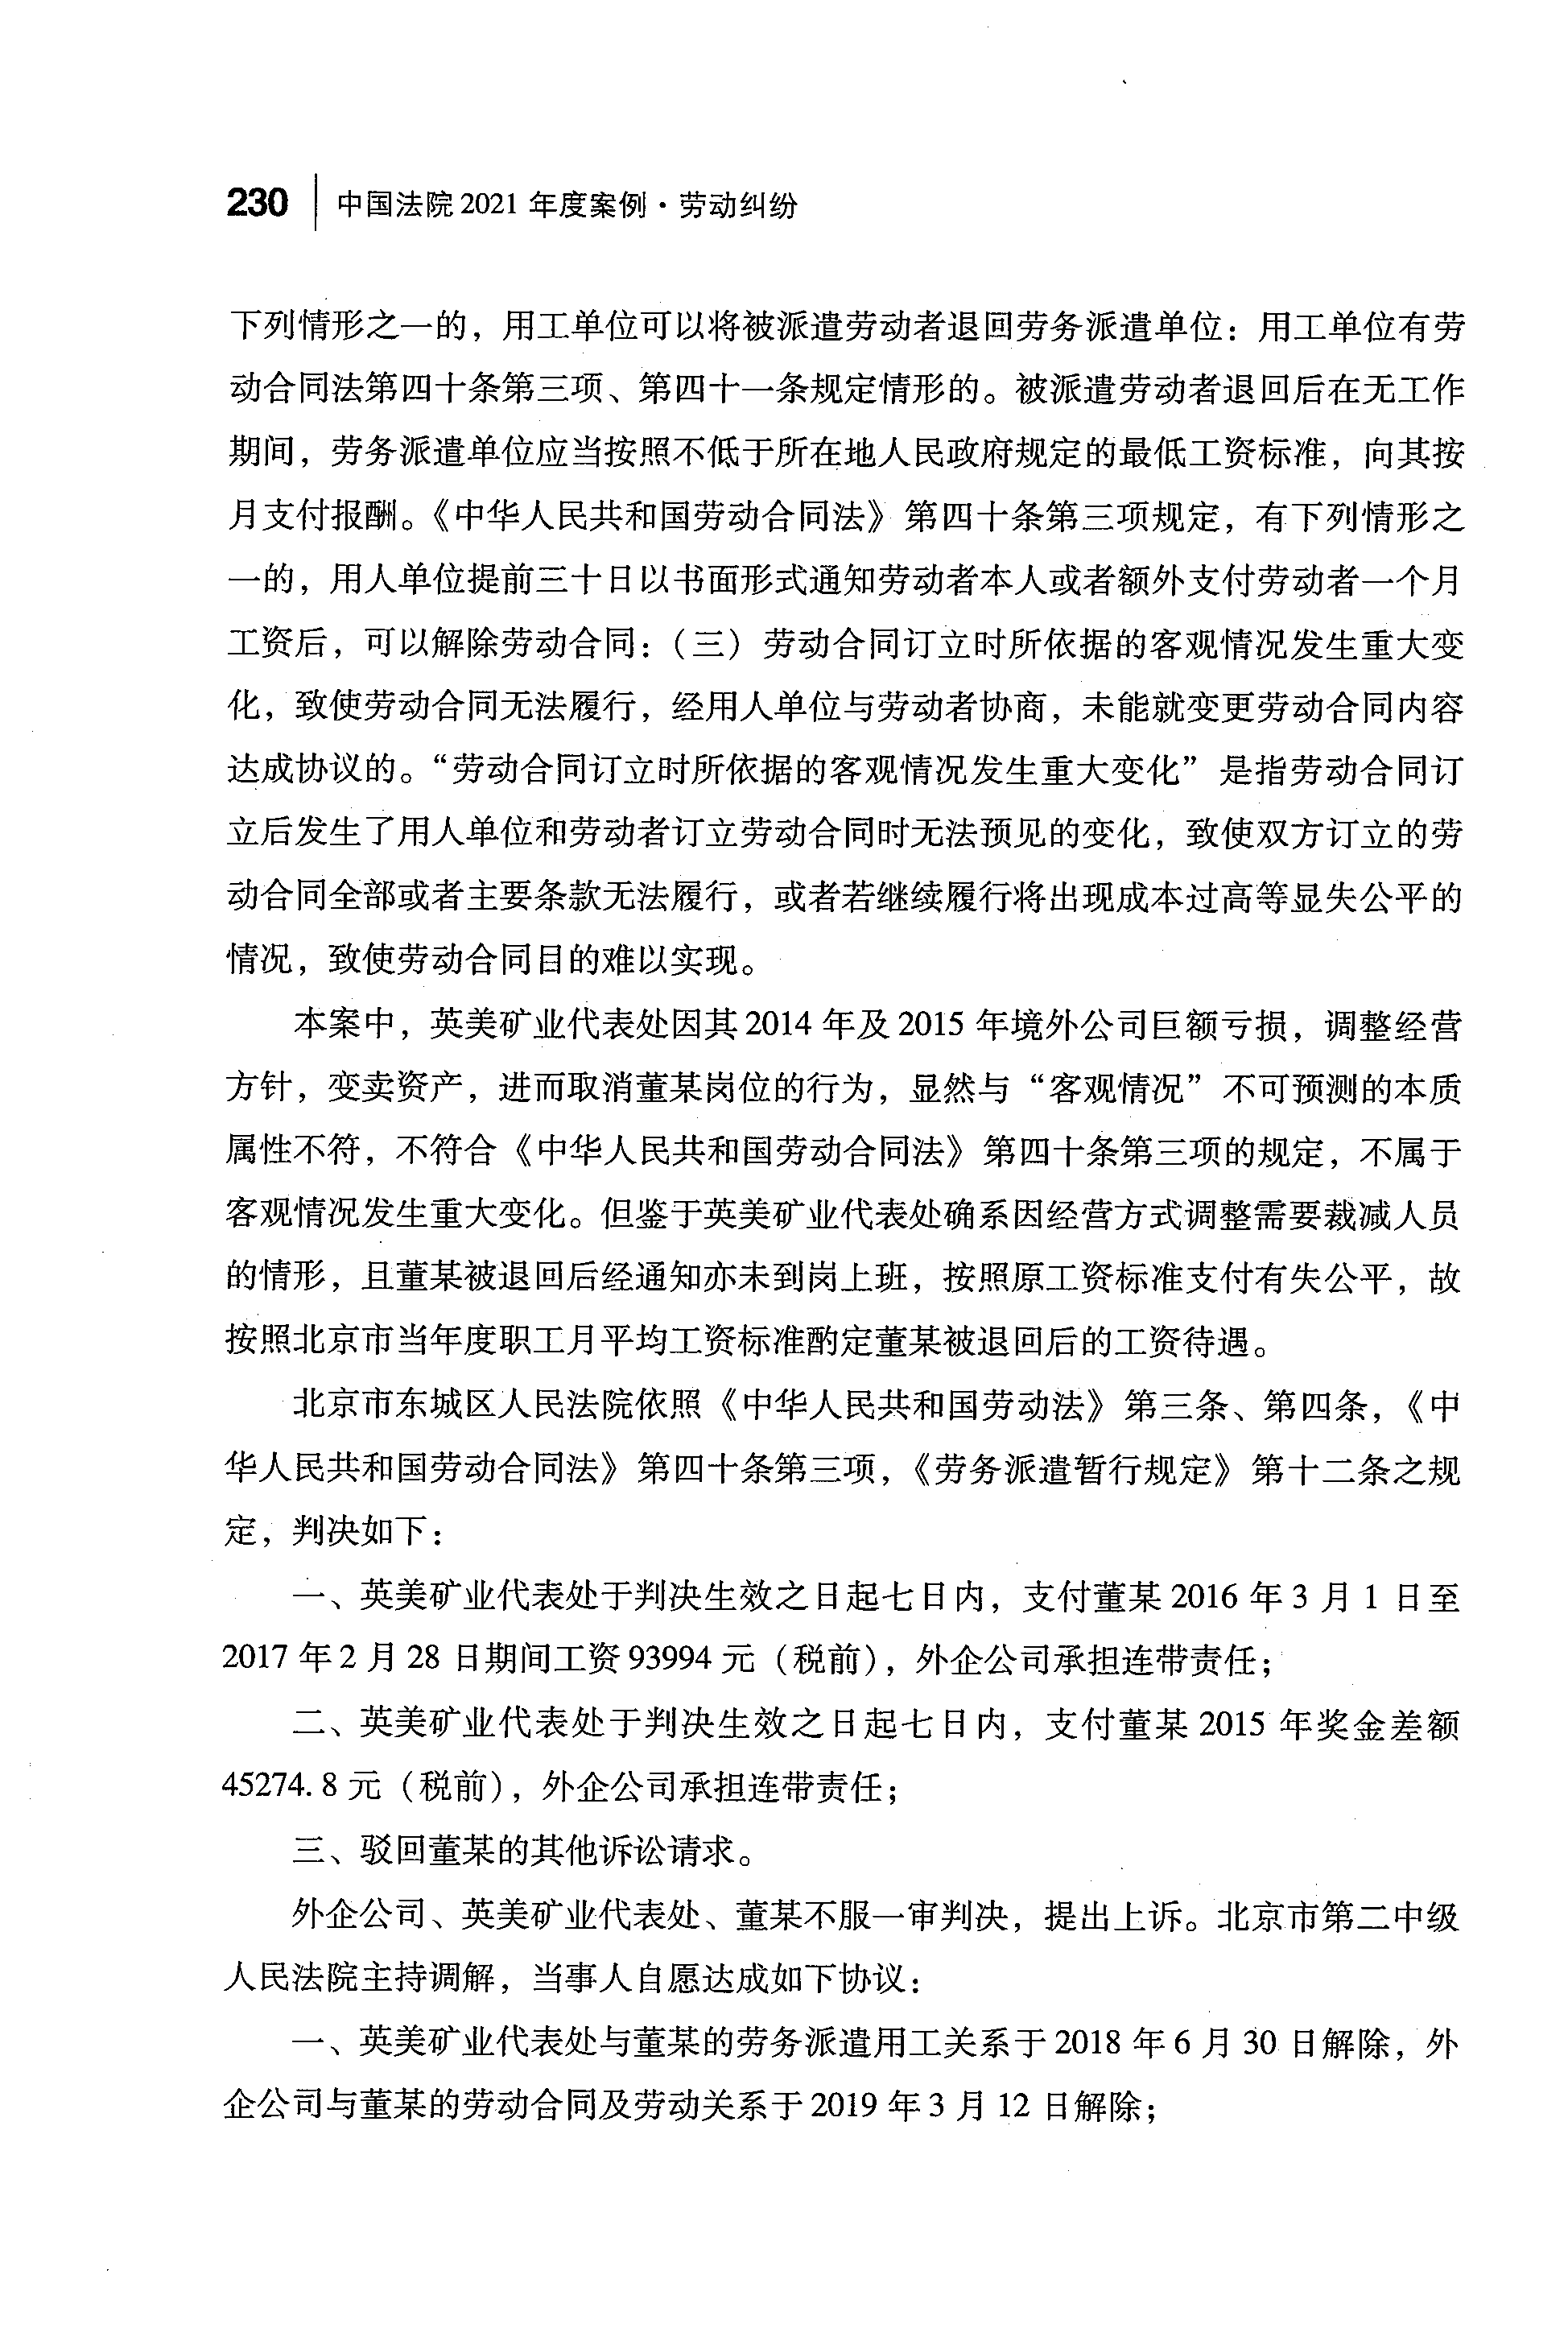 230 中国法院2021年度案例·劳动纠纷
下列情形之一的，用工单位可以将被派遣劳动者退回劳务派遣单位：用工单位有劳
动合同法第四十条第三项、第四十一条规定情形的。被派遣劳动者退回后在无工作
期间，劳务派遣单位应当按照不低于所在地人民政府规定的最低工资标准，向其按
月支付报酬。《中华人民共和国劳动合同法》第四十条第三项规定，有下列情形之
一的，用人单位提前三十日以书面形式通知劳动者本人或者额外支付劳动者一个月
工资后，可以解除劳动合同：（三）劳动合同订立时所依据的客观情况发生重大变
化，致使劳动合同无法履行，经用人单位与劳动者协商，未能就变更劳动合同内容
达成协议的。“劳动合同订立时所依据的客观情况发生重大变化”是指劳动合同订
立后发生了用人单位和劳动者订立劳动合同时无法预见的变化，致使双方订立的劳
动合同全部或者主要条款无法履行，或者若继续履行将出现成本过高等显失公平的
情况，致使劳动合同目的难以实现。
本案中，英美矿业代表处因其2014年及2015年境外公司巨额亏损，调整经营
方针，变卖资产，进而取消董某岗位的行为，显然与“客观情况”不可预测的本质
属性不符，不符合《中华人民共和国劳动合同法》第四十条第三项的规定，不属于
客观情况发生重大变化。但鉴于英美矿业代表处确系因经营方式调整需要裁减人员
的情形，且董某被退回后经通知亦未到岗上班，按照原工资标准支付有失公平，故
按照北京市当年度职工月平均工资标准酌定董某被退回后的工资待遇。
北京市东城区人民法院依照《中华人民共和国劳动法》第三条、第四条，《中
华人民共和国劳动合同法》第四十条第三项，《劳务派遣暂行规定》第十二条之规
定，判决如下：
一、英美矿业代表处于判决生效之日起七日内，支付董某2016年3月1日至
2017年2月28日期间工资93994元（税前），外企公司承担连带责任；
二、英美矿业代表处于判决生效之日起七日内，支付董某2015年奖金差额
45274.8元（税前），外企公司承担连带责任；
三、驳回董某的其他诉讼请求。
外企公司、英美矿业代表处、董某不服一审判决，提出上诉。北京市第二中级
人民法院主持调解，当事人自愿达成如下协议：
一、英美矿业代表处与董某的劳务派遣用工关系于2018年6月30日解除，外
企公司与董某的劳动合同及劳动关系于2019年3月12日解除；